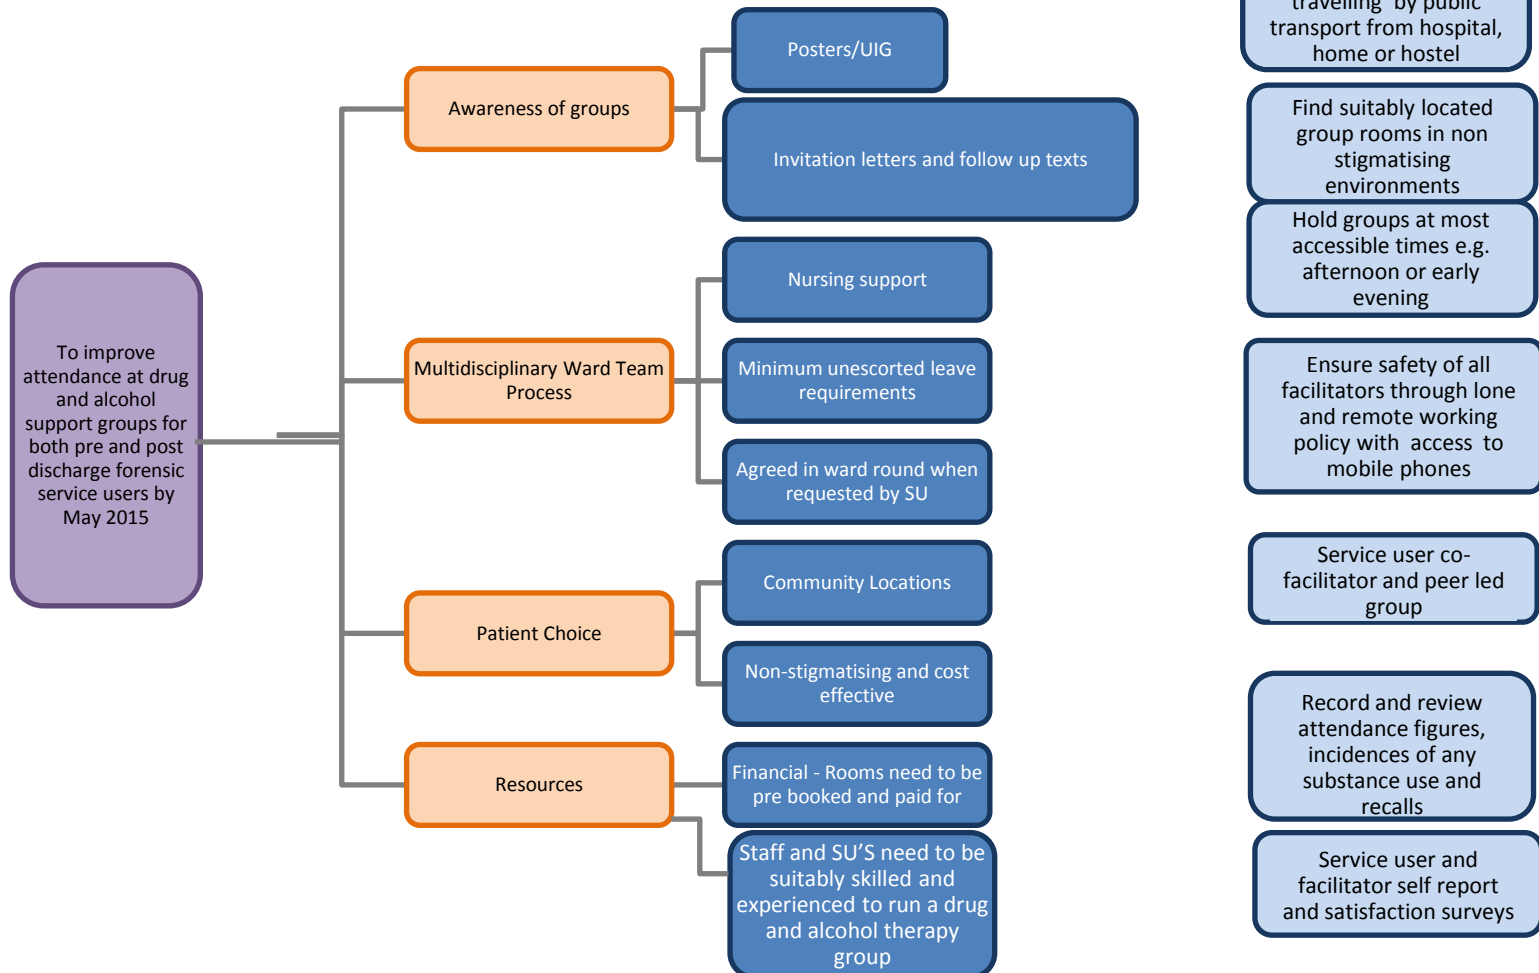 To improve
attendance at drug
and alcohol
support groups for
both pre and post
discharge forensic
service users by
May 2015
Awareness of groups
Multidisciplinary Ward Team
Process
Patient Choice
Resources
Posters/UIG
Invitation letters and follow up texts
Nursing support
Minimum unescorted leave
requirements
Agreed in ward round when
requested by SU
Community Locations
Non-stigmatising and cost
effective
Financial - Rooms need to be
pre booked and paid for
Staff and SU’S need to be
suitably skilled and
experienced to run a drug
and alcohol therapy
group
travelling by public
transport from hospital,
home or hostel
Find suitably located
group rooms in non
stigmatising
environments
Hold groups at most
accessible times e.g.
afternoon or early
evening
Ensure safety of all
facilitators through lone
and remote working
policy with access to
mobile phones
Service user co-
facilitator and peer led
group
Record and review
attendance figures,
incidences of any
substance use and
recalls
Service user and
facilitator self report
and satisfaction surveys